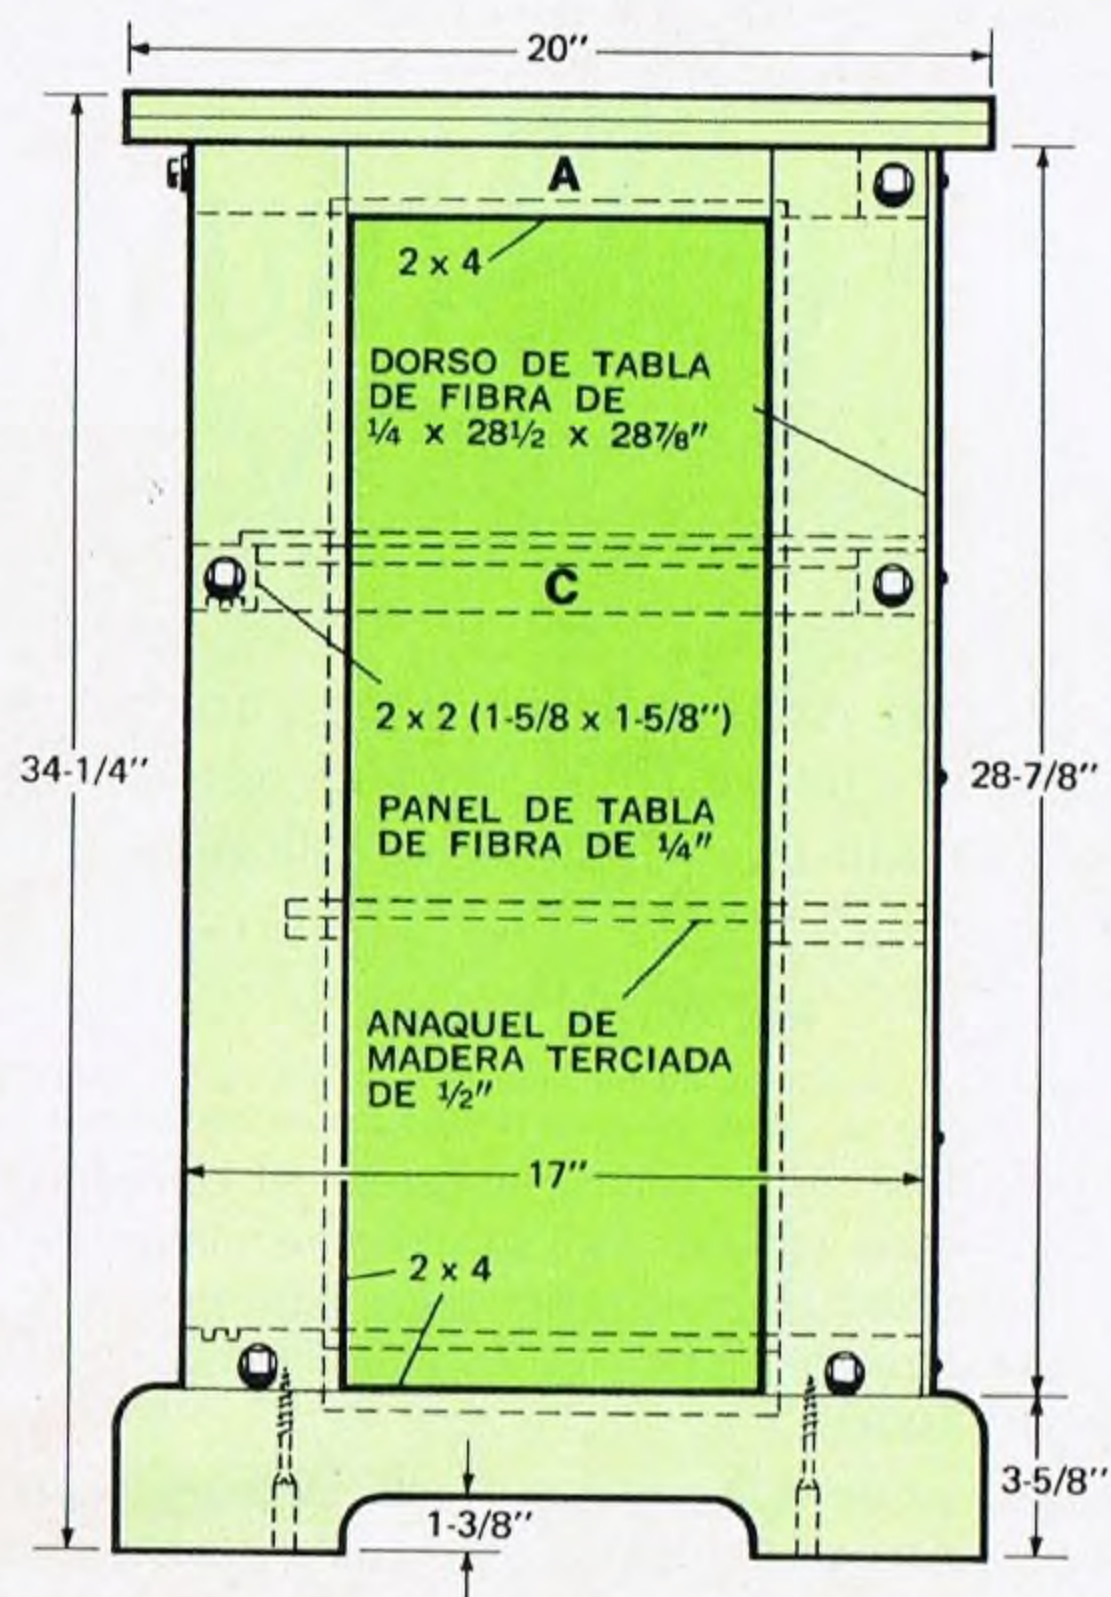 20"
A
2 x 4
DORSO DE TABLA
DE FIBRA DE
1/4 x 28 1/2 x 28 7/8"
C
2 x 2 (1-5/8 x 1-5/8")
34-1/4"
28-7/8"
PANEL DE TABLA
DE FIBRA DE 1/4"
ANAQUEL DE
MADERA TERCIADA
DE 1/2"
17"
2 x 4
3-5/8"
1-3/8"